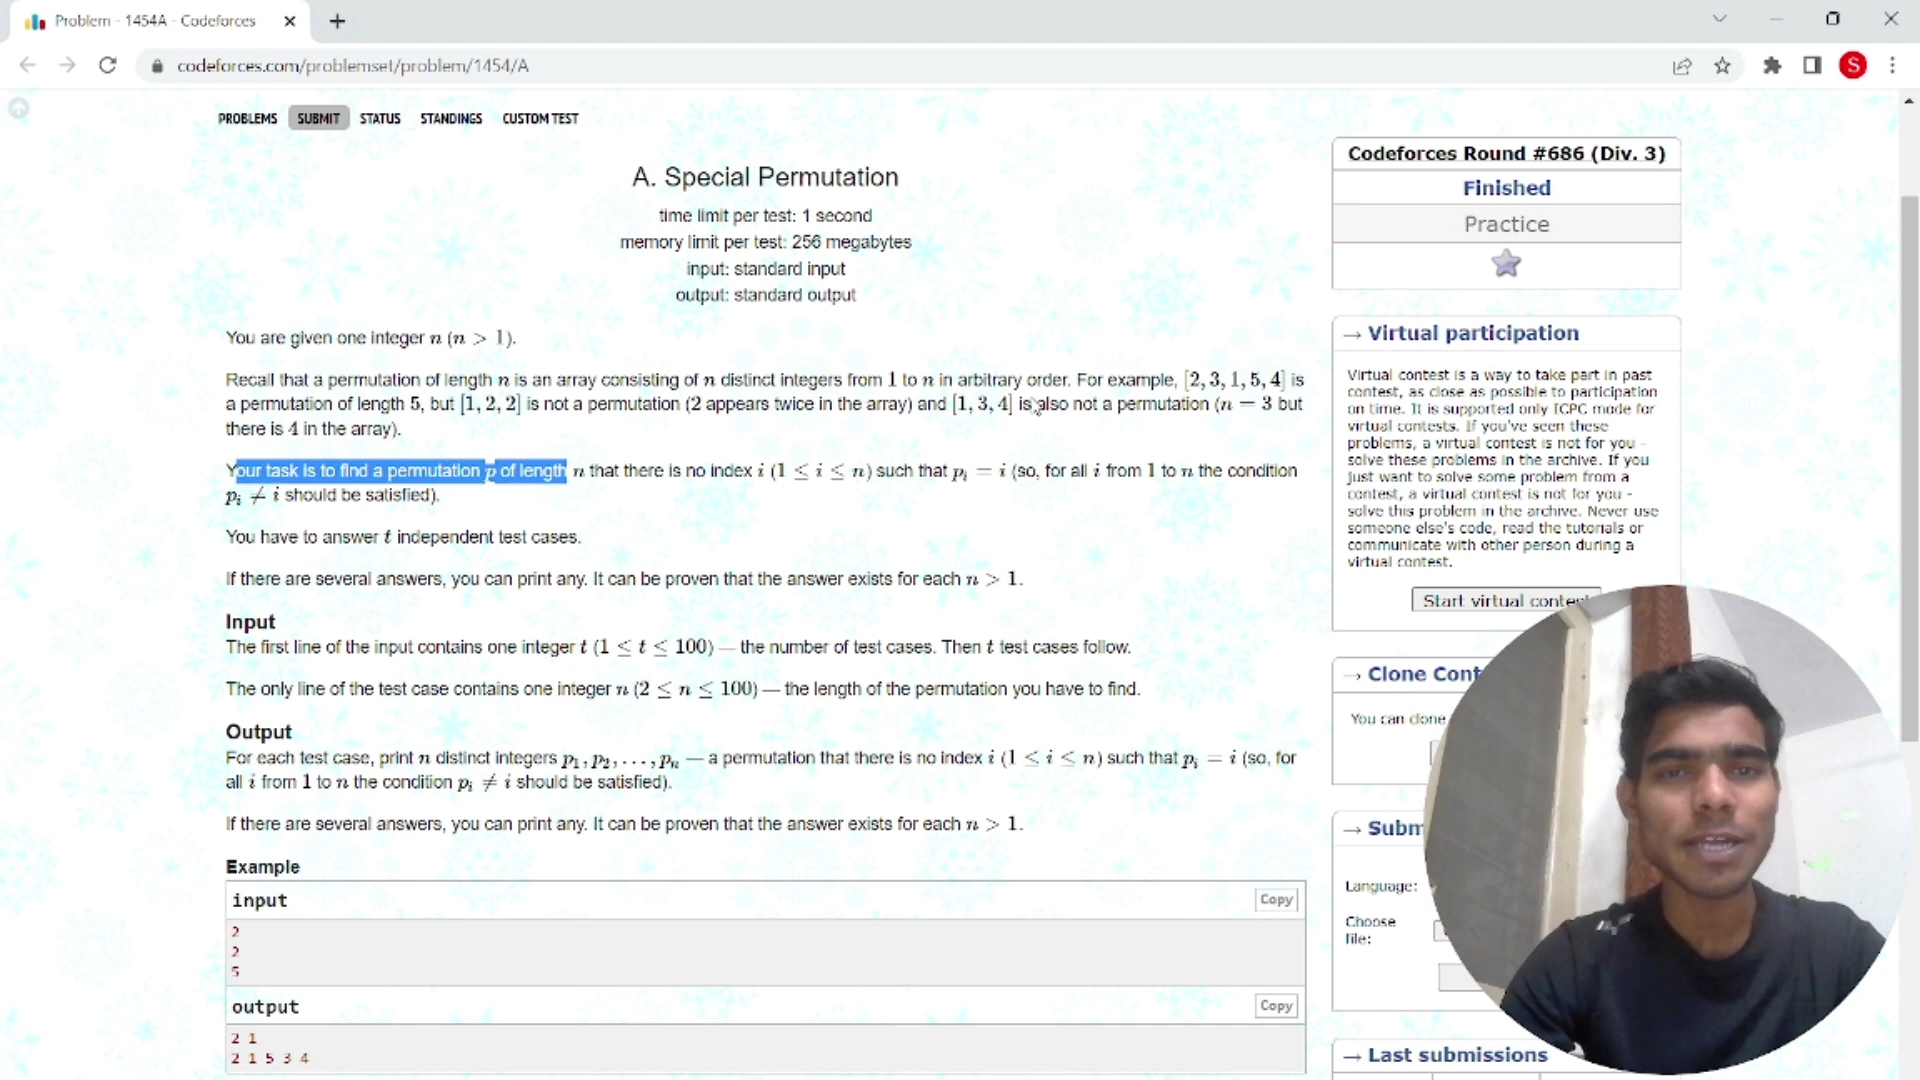 Problem - 1454A - Codeforces
codeforces.com/problemset/problem/1454/A
S
PROBLEMS SUBMIT STATUS STANDINGS CUSTOM TEST
A. Special Permutation
time limit per test: 1 second
memory limit per test: 256 megabytes
input: standard input
output: standard output
You are given one integer n (n > 1).
Recall that a permutation of length n is an array consisting of n distinct integers from 1 to n in arbitrary order. For example, [2, 3, 1, 5, 4] is
a permutation of length 5, but [1, 2, 2] is not a permutation (2 appears twice in the array) and [1, 3, 4] is also not a permutation (n = 3 but
there is 4 in the array).
Your task is to find a permutation p of length n that there is no index i (1 ≤ i ≤ n) such that pᵢ = i (so, for all i from 1 to n the condition
pᵢ ≠ i should be satisfied).
You have to answer t independent test cases.
If there are several answers, you can print any. It can be proven that the answer exists for each n > 1.
Input
The first line of the input contains one integer t (1 ≤ t ≤ 100) — the number of test cases. Then t test cases follow.
The only line of the test case contains one integer n (2 ≤ n ≤ 100) — the length of the permutation you have to find.
Output
For each test case, print n distinct integers p₁, p₂, . . . , pₙ — a permutation that there is no index i (1 ≤ i ≤ n) such that pᵢ = i (so, for
all i from 1 to n the condition pᵢ ≠ i should be satisfied).
If there are several answers, you can print any. It can be proven that the answer exists for each n > 1.
Example
input
Copy
2
2
5
output
Copy
2 1
2 1 5 3 4
Codeforces Round #686 (Div. 3)
Finished
Practice
→ Virtual participation
Virtual contest is a way to take part in past
contest, as close as possible to participation
on time. It is supported only ICPC mode for
virtual contests. If you've seen these
problems, a virtual contest is not for you -
solve these problems in the archive. If you
just want to solve some problem from a
contest, a virtual contest is not for you -
solve this problem in the archive. Never use
someone else's code, read the tutorials or
communicate with other person during a
virtual contest.
Start virtual contes
→ Clone Cont
You can clone
→ Subm
Language:
Choose
file:
→ Last submissions